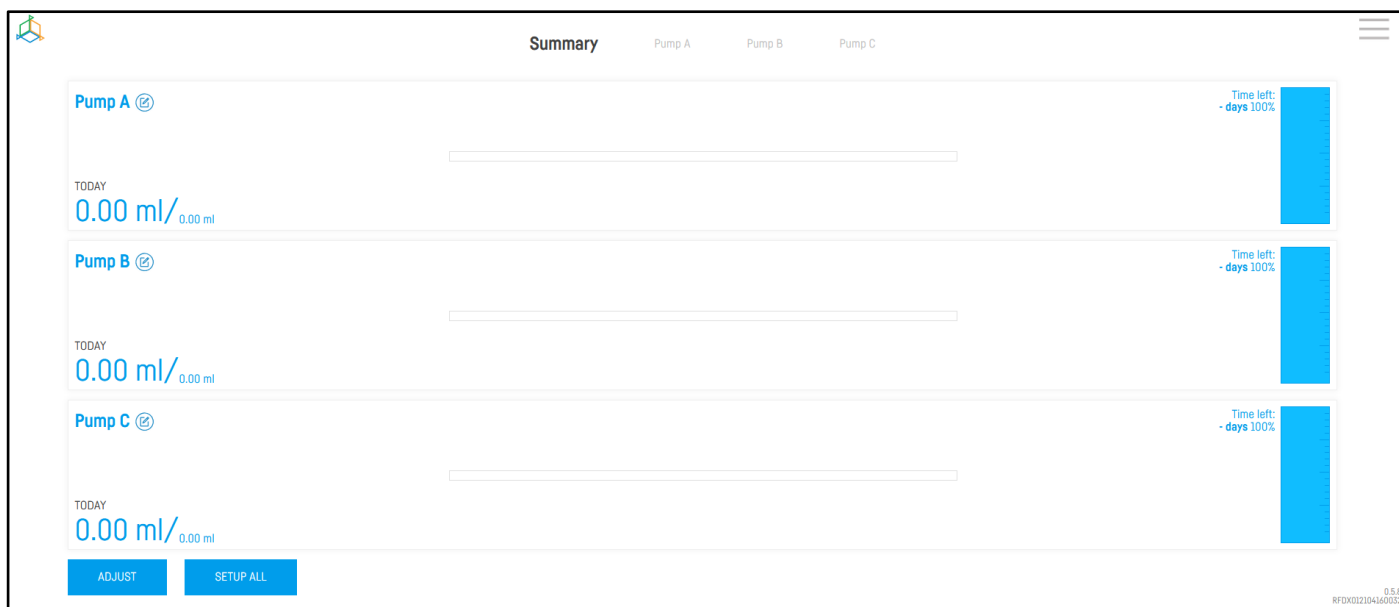 Summary Pump A Pump B Pump C
Pump A
Time left:
- days 100%
TODAY
0.00 ml/0.00 ml
Pump B
Time left:
- days 100%
TODAY
0.00 ml/0.00 ml
Pump C
Time left:
- days 100%
TODAY
0.00 ml/0.00 ml
ADJUST SETUP ALL